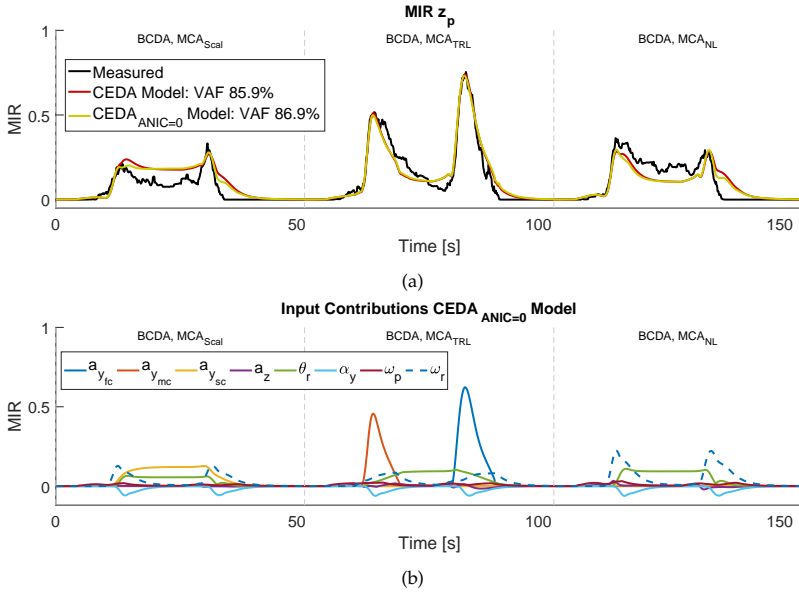 MIR z_p
BCDA, MCA_Scal
BCDA, MCA_TRL
BCDA, MCA_NL
1
0.5
0
MIR
Measured
CEDA Model: VAF 85.9%
CEDA_ANIC=0 Model: VAF 86.9%
0 50 100 150
Time [s]
(a)
Input Contributions CEDA_ANIC=0 Model
BCDA, MCA_Scal
BCDA, MCA_TRL
BCDA, MCA_NL
1
0.5
0
MIR
a_y_fc a_y_mc a_y_sc a_z θ_r α_y ω_p ω_r
0 50 100 150
Time [s]
(b)